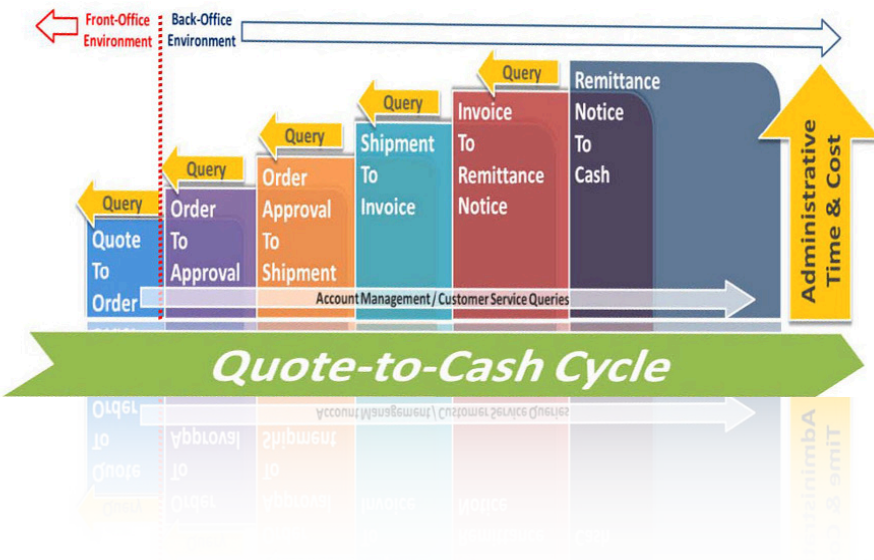 Front-Office
Environment
Back-Office
Environment
Query
Quote
To
Order
Query
Order
To
Approval
Query
Order
Approval
To
Shipment
Query
Shipment
To
Invoice
Query
Invoice
To
Remittance
Notice
Remittance
Notice
To
Cash
Account Management / Customer Service Queries
Administrative
Time & Cost
Quote-to-Cash Cycle